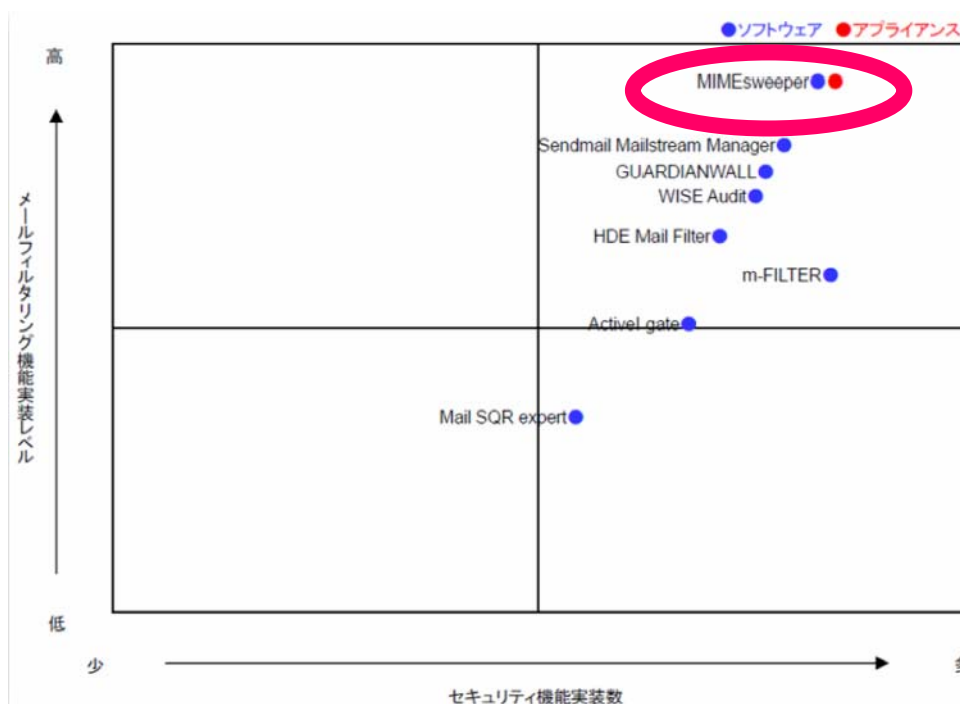 ●ソフトウェア ●アプライアンス
高
MIMEsweeper
Sendmail Mailstream Manager
GUARDIANWALL
WISE Audit
HDE Mail Filter
m-FILTER
Active! gate
Mail SQR expert
メールフィルタリング機能実装レベル
低
少
セキュリティ機能実装数